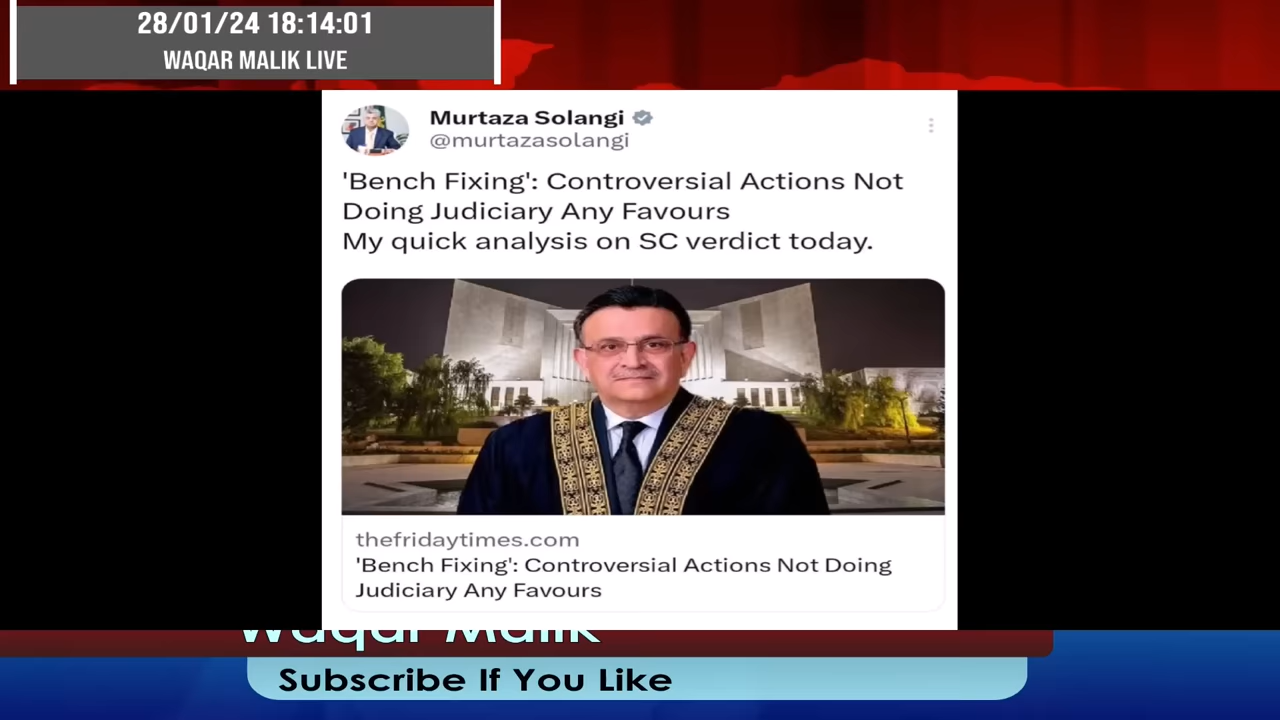 28/01/24 18:14:01
WAQAR MALIK LIVE
Murtaza Solangi
@murtazasolangi
'Bench Fixing': Controversial Actions Not
Doing Judiciary Any Favours
My quick analysis on SC verdict today.
thefridaytimes.com
'Bench Fixing': Controversial Actions Not Doing
Judiciary Any Favours
Waqar Malik
Subscribe If You Like